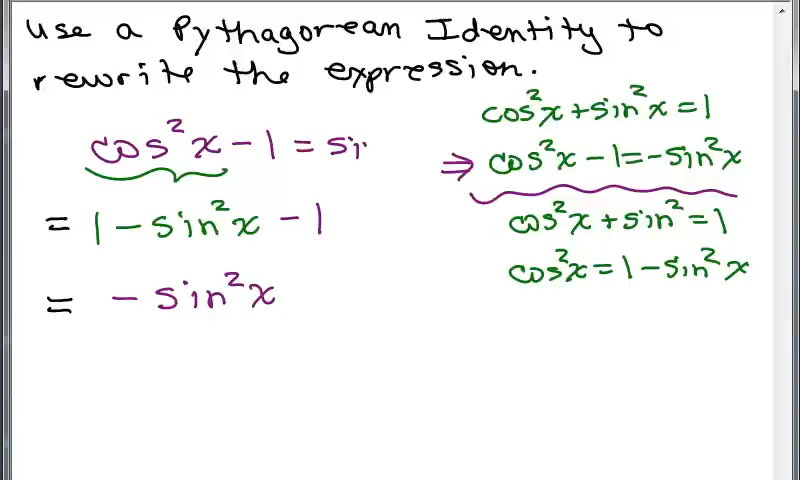 Use a Pythagorean Identity to
rewrite the expression.
cos²x - 1 = si
= 1 - sin²x - 1
= - sin²x
cos²x + sin²x = 1
⇒ cos²x - 1 = - sin²x
cos²x + sin² = 1
cos²x = 1 - sin²x